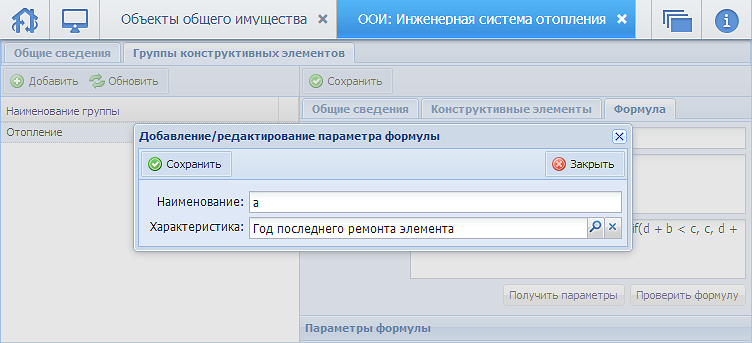 Объекты общего имущества
ООИ: Инженерная система отопления
Общие сведения
Группы конструктивных элементов
Добавить
Обновить
Сохранить
Наименование группы
Отопление
Общие сведения
Конструктивные элементы
Формула
Добавление/редактирование параметра формулы
Сохранить
Закрыть
Наименование: a
Характеристика: Год последнего ремонта элемента
if(d + b < c, c, d +
Получить параметры
Проверить формулу
Параметры формулы